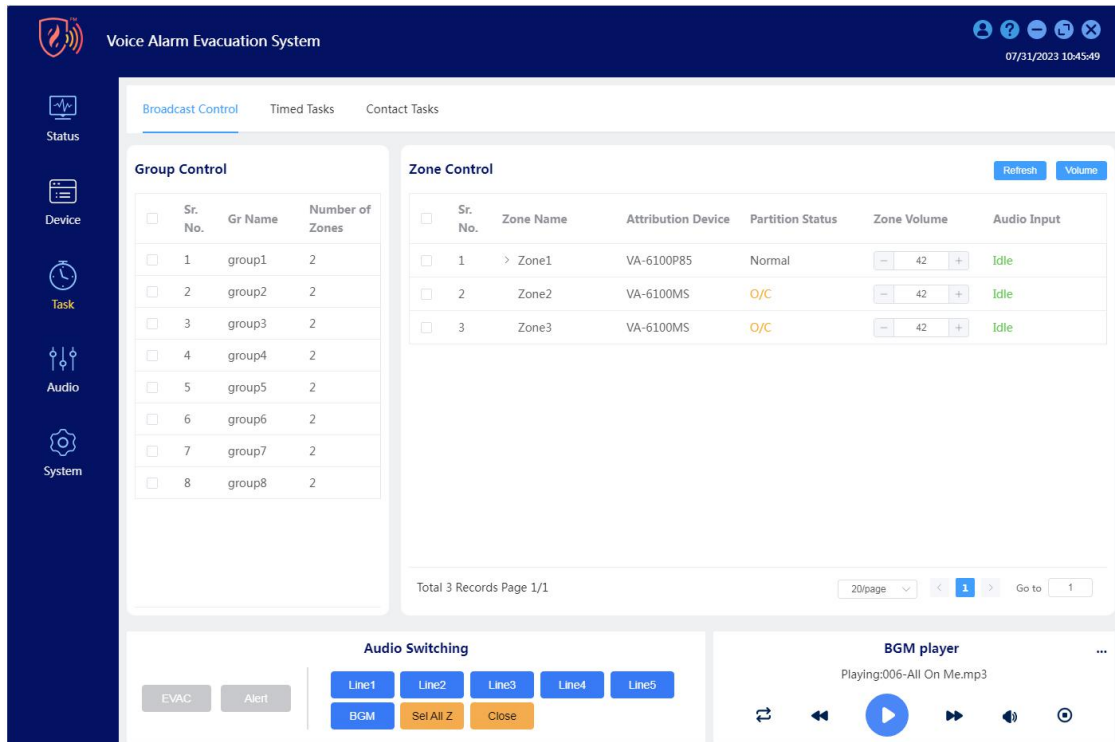 TM
Voice Alarm Evacuation System
07/31/2023 10:45:49
Status
Device
Task
Audio
System
Broadcast Control Timed Tasks Contact Tasks
Group Control
Sr. No. Gr Name Number of Zones
1 group1 2
2 group2 2
3 group3 2
4 group4 2
5 group5 2
6 group6 2
7 group7 2
8 group8 2
Zone Control Refresh Volume
Sr. No. Zone Name Attribution Device Partition Status Zone Volume Audio Input
1 > Zone1 VA-6100P85 Normal − 42 + Idle
2 Zone2 VA-6100MS O/C − 42 + Idle
3 Zone3 VA-6100MS O/C − 42 + Idle
Total 3 Records Page 1/1 20/page < 1 > Go to 1
Audio Switching
EVAC Alert
Line1 Line2 Line3 Line4 Line5
BGM Sel All Z Close
BGM player ...
Playing:006-All On Me.mp3